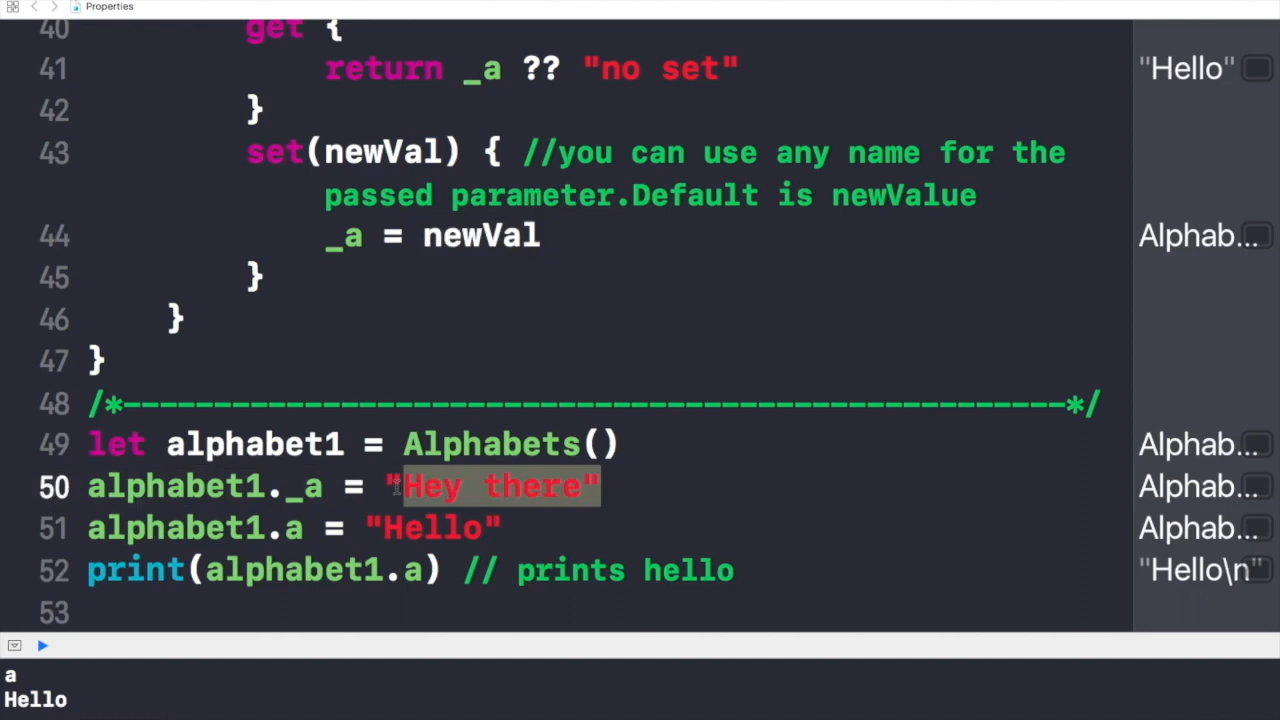 Properties
40 get {
41 return _a ?? "no set" "Hello"
42 }
43 set(newVal) { //you can use any name for the
passed parameter.Default is newValue
44 _a = newVal Alphab...
45 }
46 }
47 }
48 /*------------------------------------------------*/
49 let alphabet1 = Alphabets() Alphab...
50 alphabet1._a = "Hey there" Alphab...
51 alphabet1.a = "Hello" Alphab...
52 print(alphabet1.a) // prints hello "Hello\n"
53
a
Hello